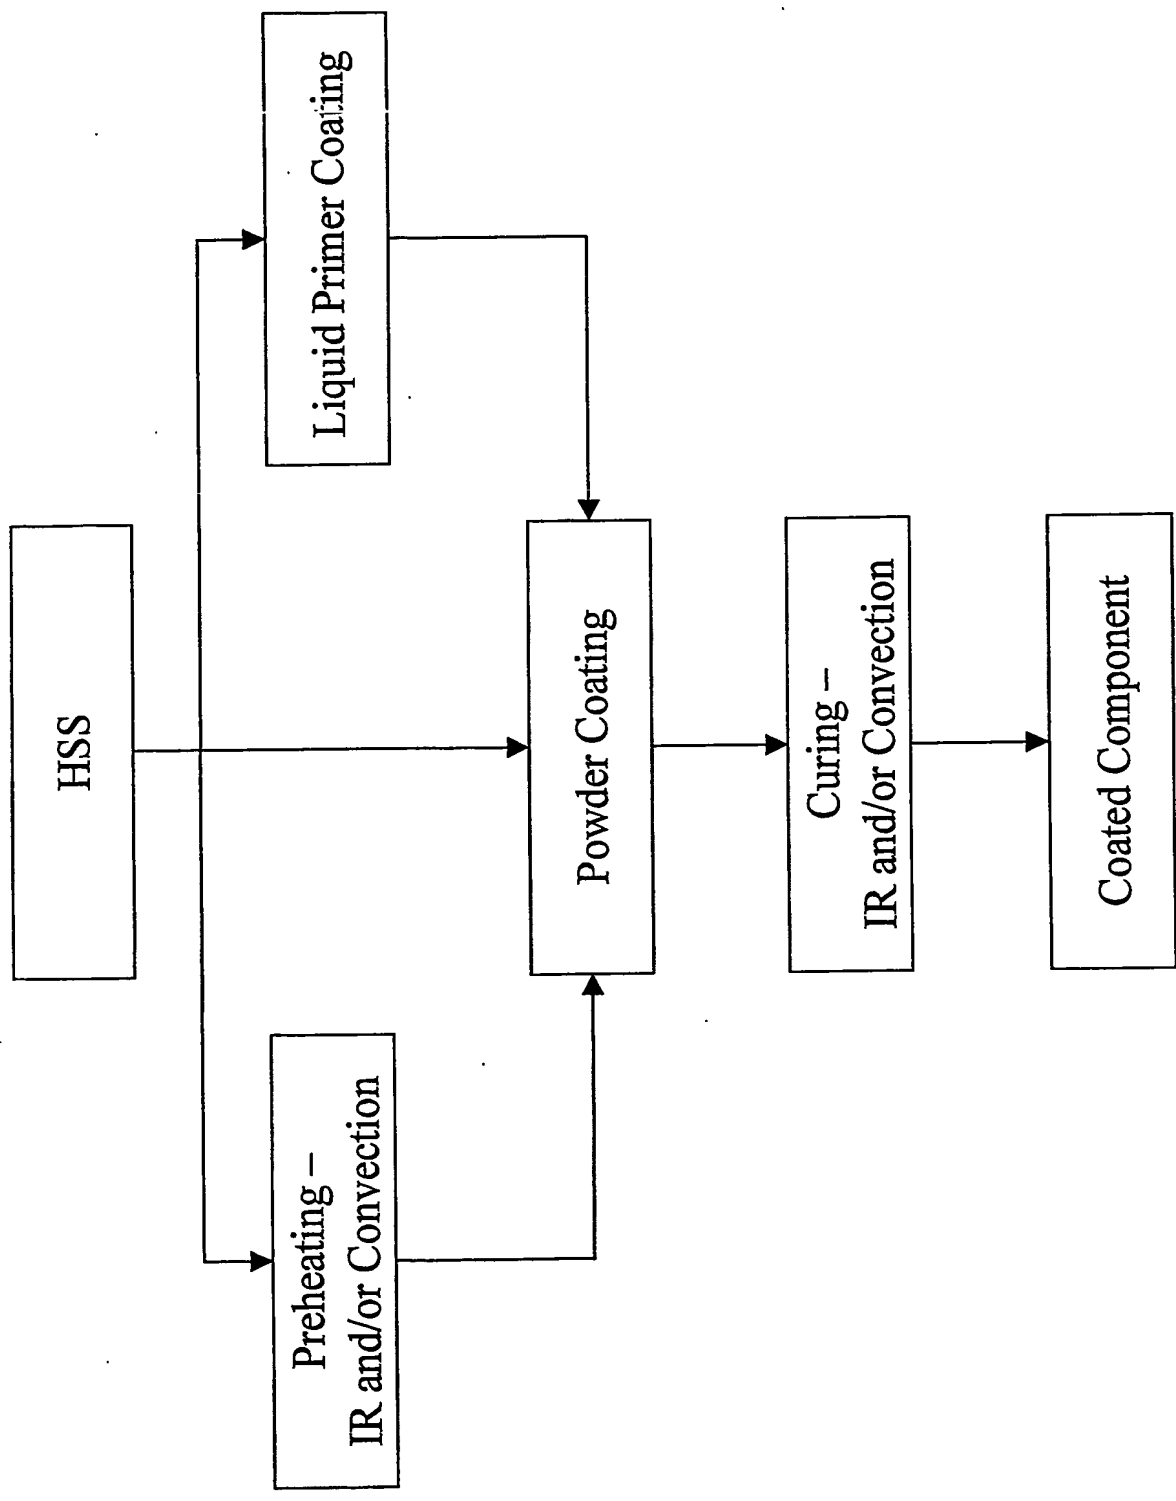 HSS
Preheating –
IR and/or Convection
Liquid Primer Coating
Powder Coating
Curing –
IR and/or Convection
Coated Component